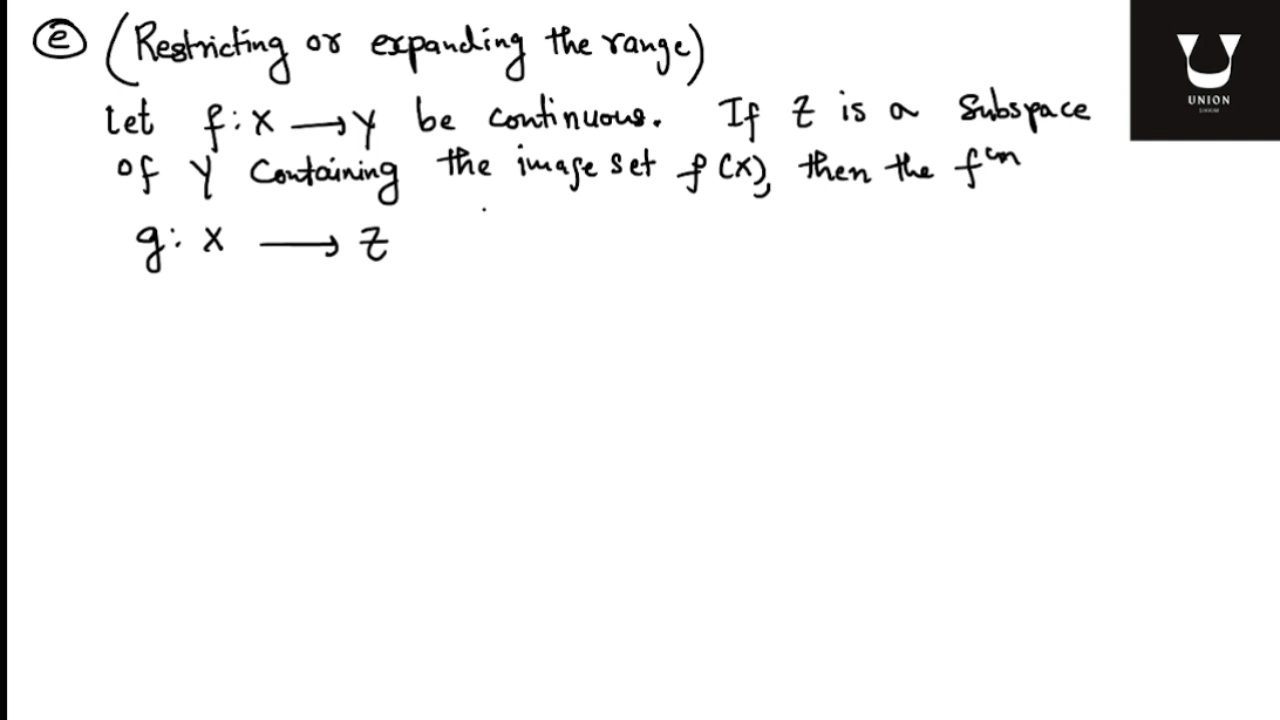 ⓔ (Restricting or expanding the range)
Let f: X → Y be continuous. If Z is a Subspace
of Y Containing the image set f(X), then the fᶜⁿ
g: X → Z
UNION